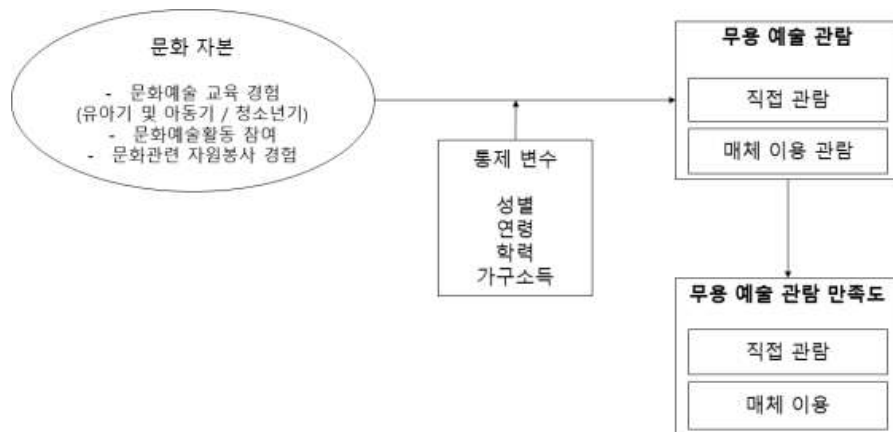 문화 자본
- 문화예술 교육 경험
(유아기 및 아동기 / 청소년기)
- 문화예술활동 참여
- 문화관련 자원봉사 경험
통제 변수
성별
연령
학력
가구소득
무용 예술 관람
직접 관람
매체 이용 관람
무용 예술 관람 만족도
직접 관람
매체 이용